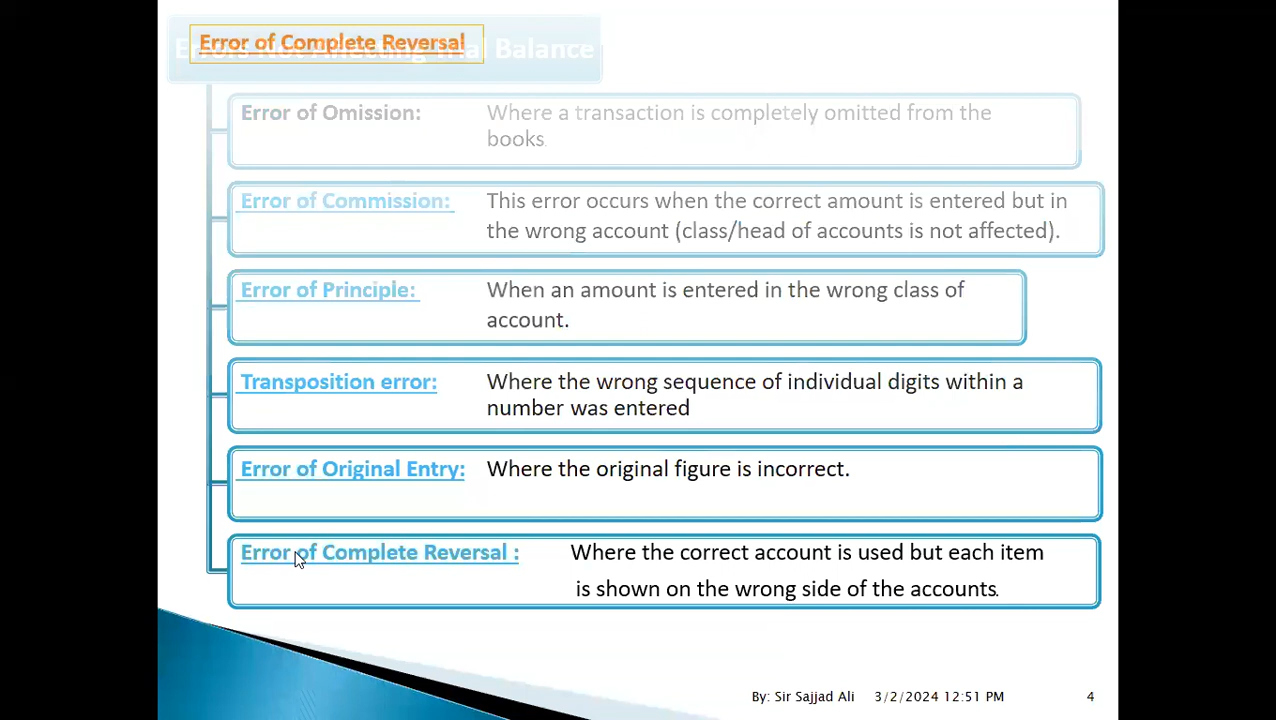 Error of Complete Reversal
Errors Not Affecting Trial Balance
Error of Omission: Where a transaction is completely omitted from the
books.
Error of Commission: This error occurs when the correct amount is entered but in
the wrong account (class/head of accounts is not affected).
Error of Principle: When an amount is entered in the wrong class of
account.
Transposition error: Where the wrong sequence of individual digits within a
number was entered
Error of Original Entry: Where the original figure is incorrect.
Error of Complete Reversal : Where the correct account is used but each item
is shown on the wrong side of the accounts.
By: Sir Sajjad Ali 3/2/2024 12:51 PM 4